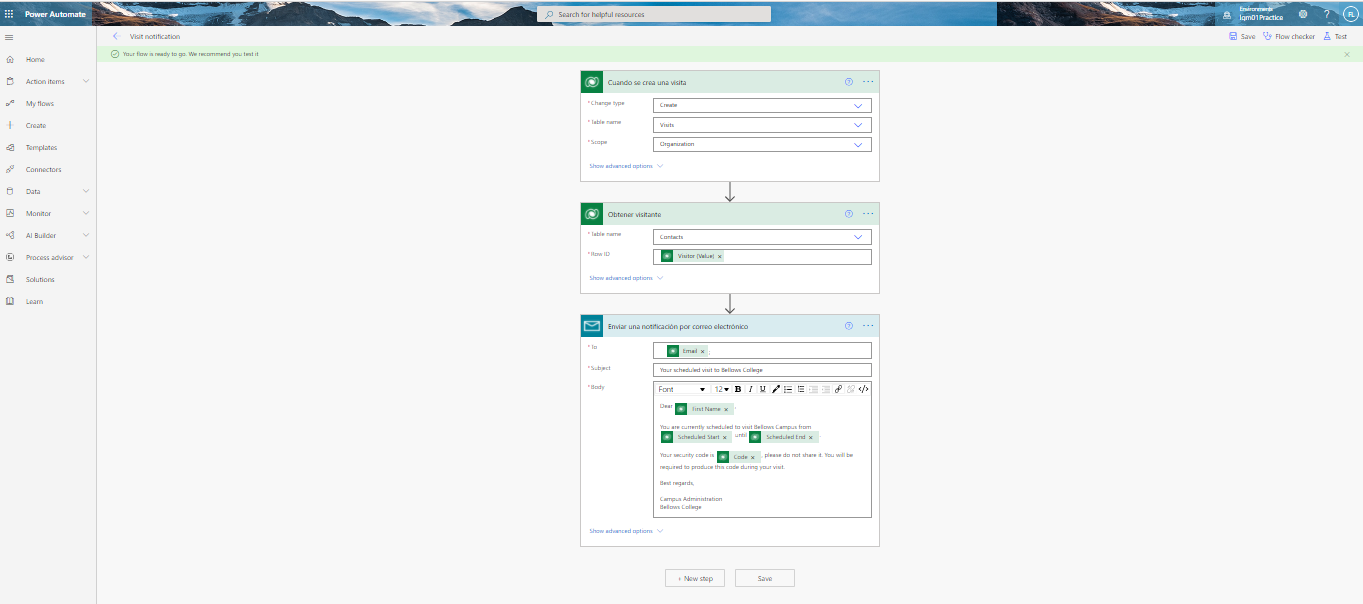 Power Automate
Search for helpful resources
Environments
lqm01Practice
FL
Visit notification
Save
Flow checker
Test
Your flow is ready to go. We recommend you test it
Home
Action items
My flows
Create
Templates
Connectors
Data
Monitor
AI Builder
Process advisor
Solutions
Learn
Cuando se crea una visita
* Change type
Create
* Table name
Visits
* Scope
Organization
Show advanced options
Obtener visitante
* Table name
Contacts
* Row ID
Visitor (Value) ×
Show advanced options
Enviar una notificación por correo electrónico
* To
Email × ;
* Subject
Your scheduled visit to Bellows College
* Body
Font 12 B I U </>
Dear First Name × ,
You are currently scheduled to visit Bellows Campus from
Scheduled Start × until Scheduled End × .
Your security code is Code × , please do not share it. You will be
required to produce this code during your visit.
Best regards,
Campus Administration
Bellows College
Show advanced options
+ New step
Save